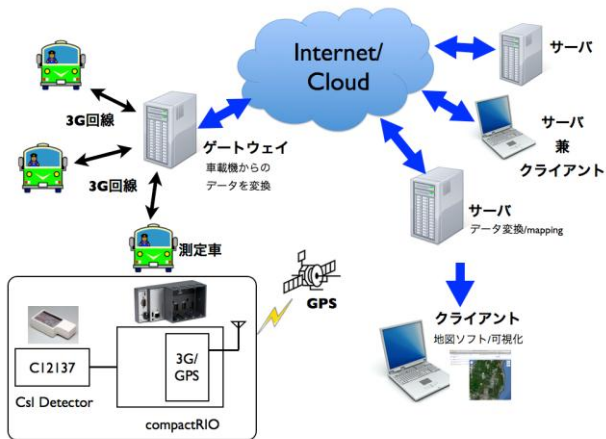 Internet/
Cloud
サーバ
3G回線
ゲートウェイ
車載機からの
データを変換
サーバ
兼
クライアント
3G回線
サーバ
データ変換/mapping
測定車
GPS
クライアント
地図ソフト/可視化
3G/
GPS
C12137
CsI Detector
compactRIO